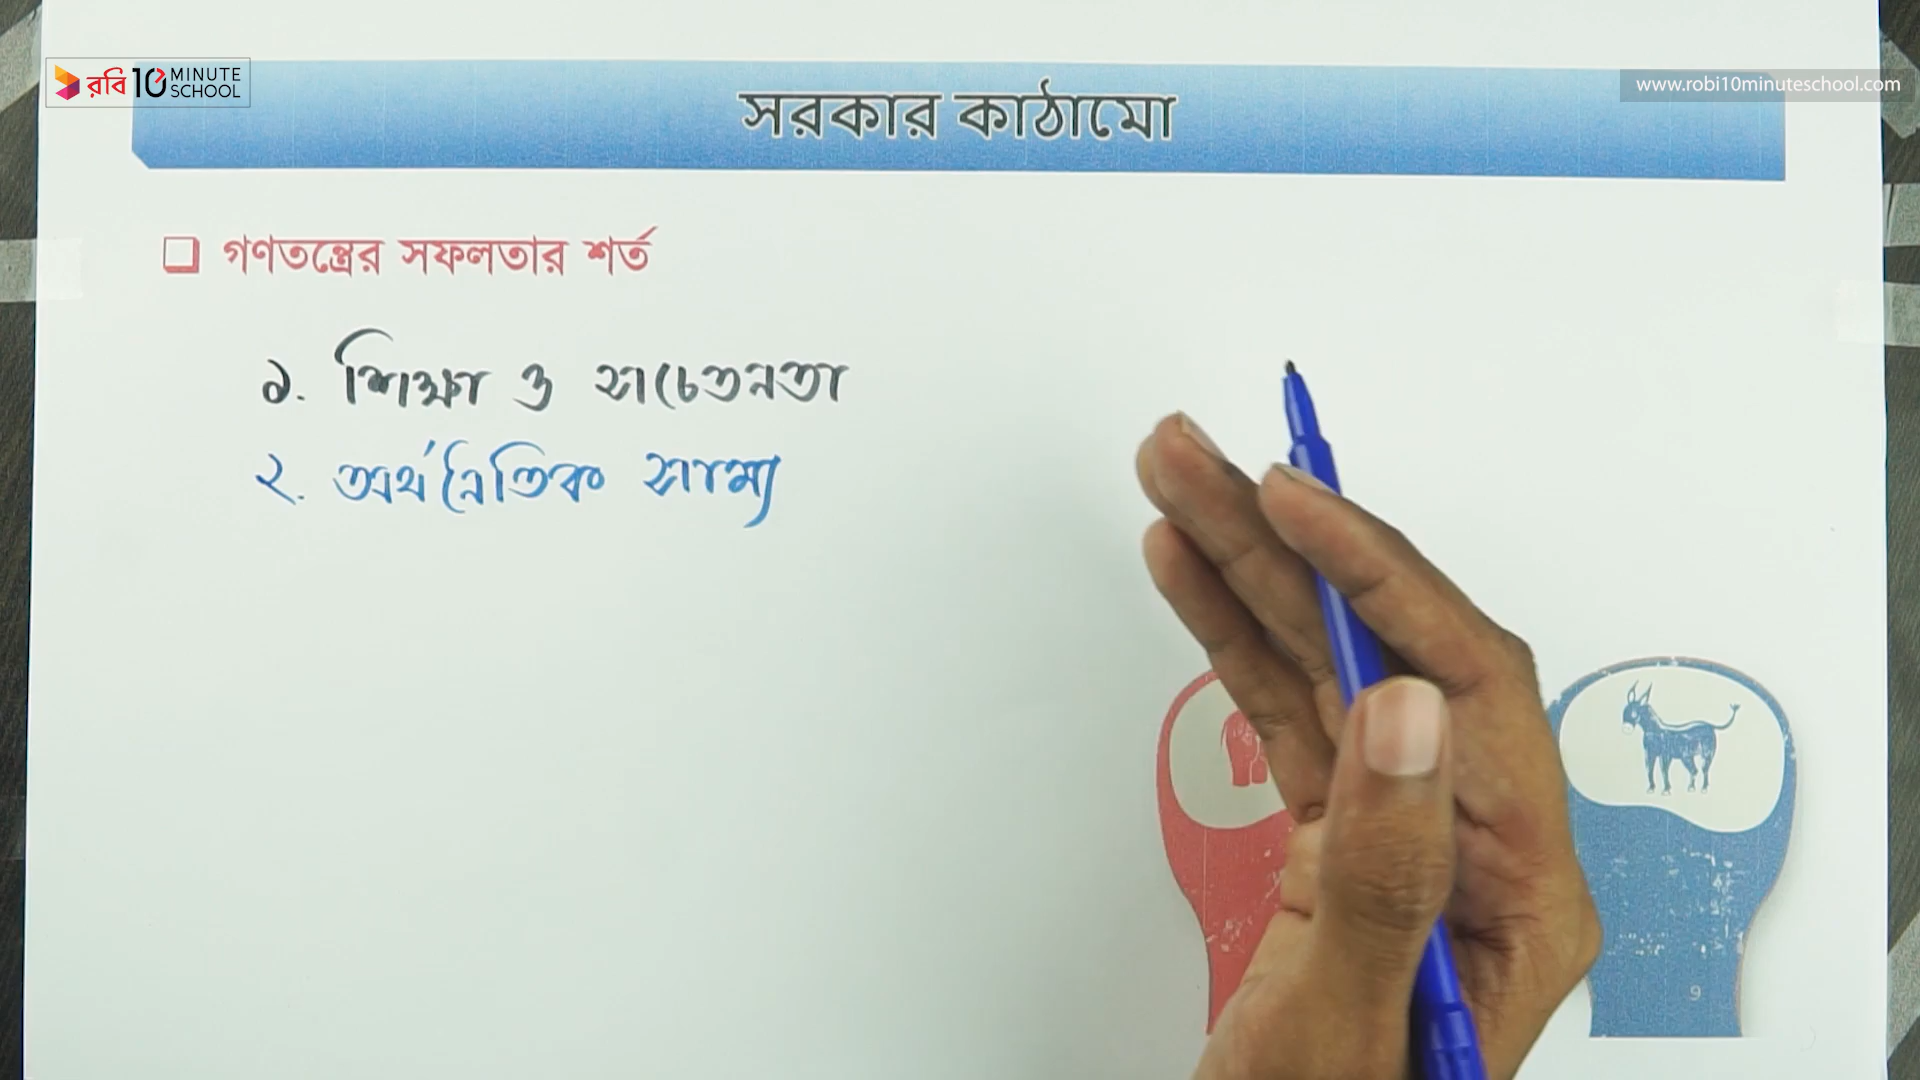 রবি 10 MINUTE SCHOOL
www.robi10minuteschool.com
সরকার কাঠামো
গণতন্ত্রের সফলতার শর্ত
১. শিক্ষা ও সচেতনতা
২. অর্থনৈতিক সাম্য
9